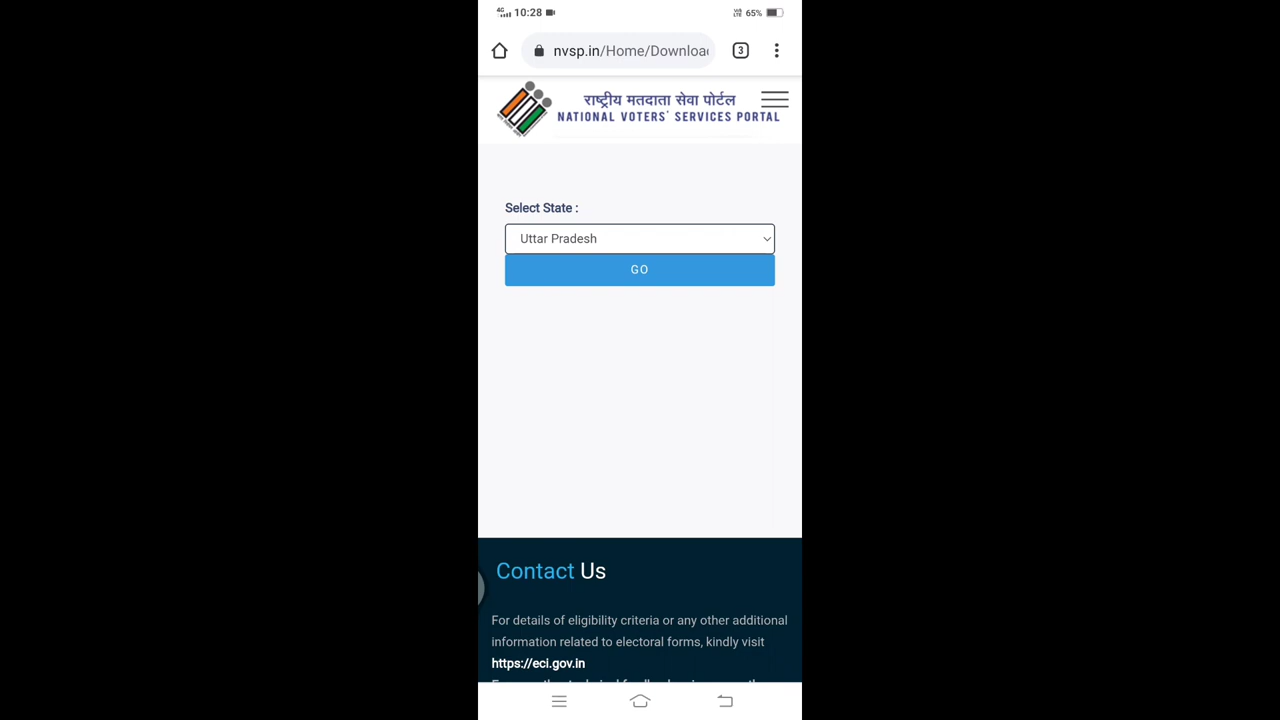 4G 10:28 65%
nvsp.in/Home/Downloa 3
राष्ट्रीय मतदाता सेवा पोर्टल
NATIONAL VOTERS' SERVICES PORTAL
Select State :
Uttar Pradesh
GO
Contact Us
For details of eligibility criteria or any other additional
information related to electoral forms, kindly visit
https://eci.gov.in